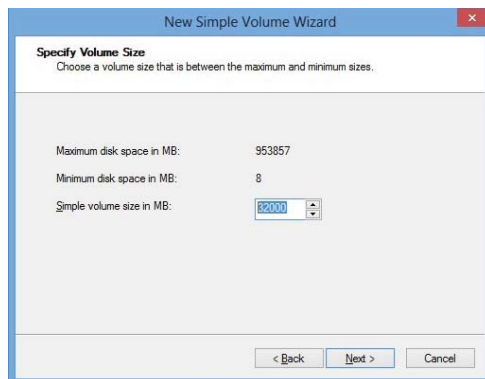 New Simple Volume Wizard
Specify Volume Size
Choose a volume size that is between the maximum and minimum sizes.
Maximum disk space in MB: 953857
Minimum disk space in MB: 8
Simple volume size in MB: 32000
< Back Next > Cancel